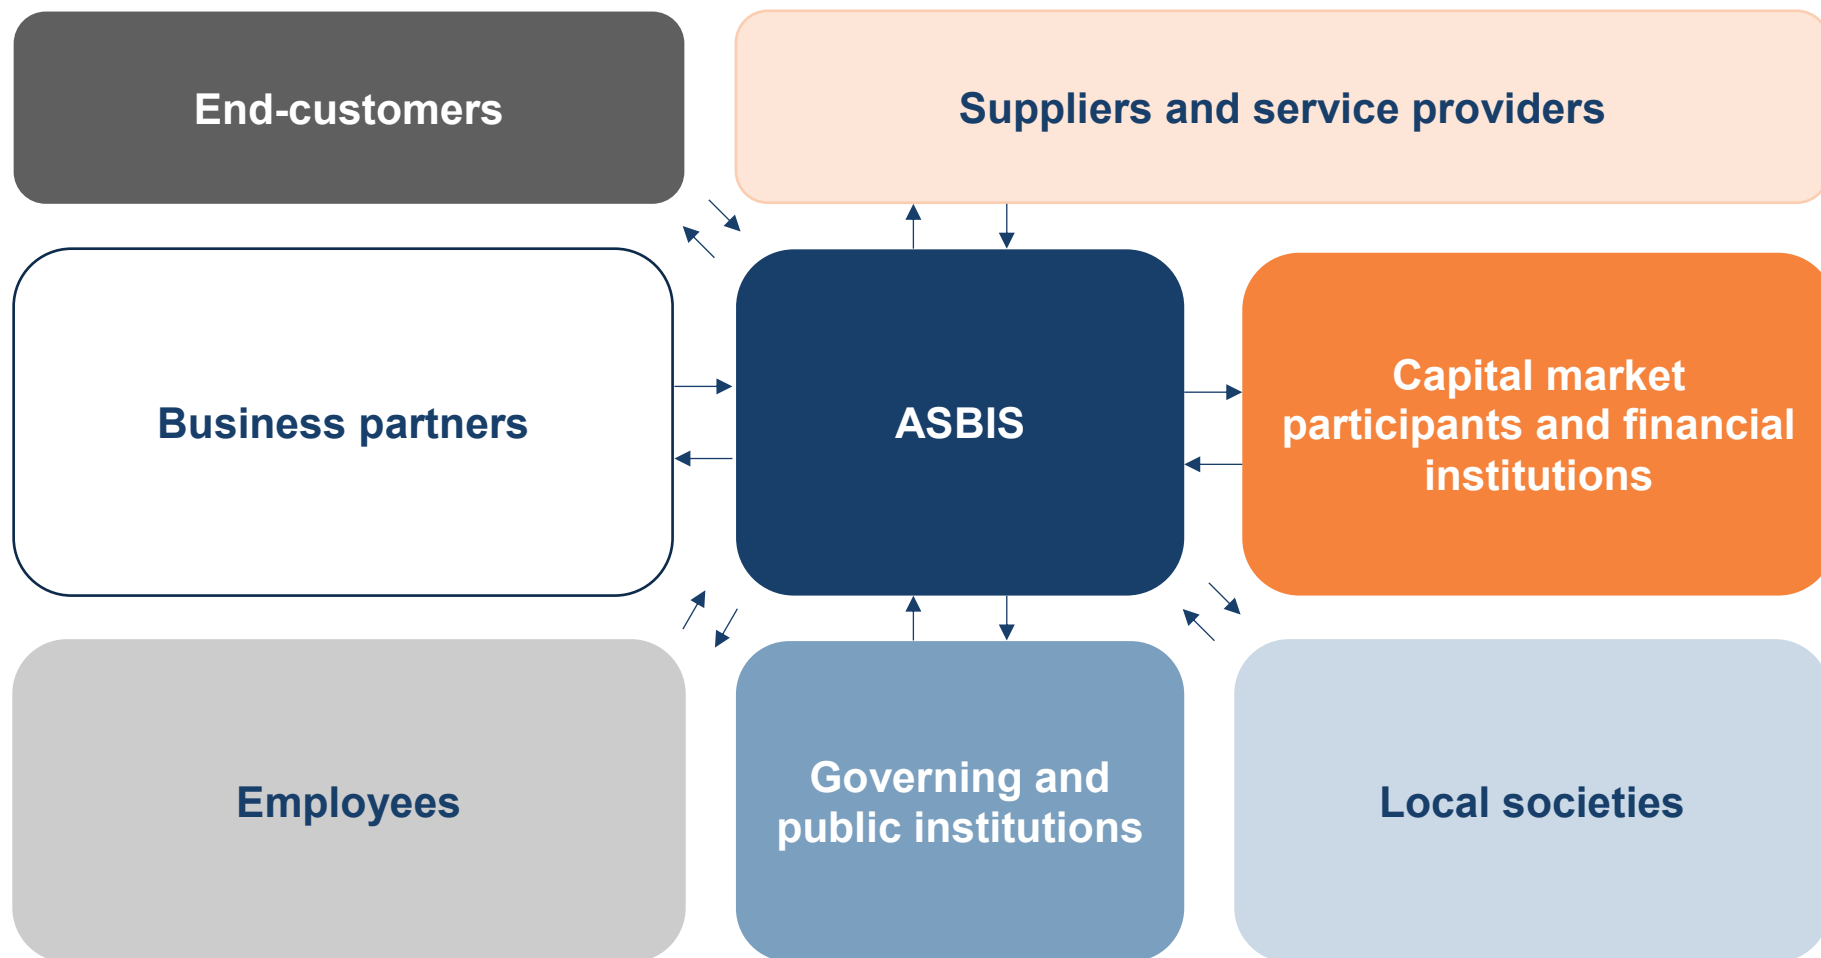 End-customers
Suppliers and service providers
Business partners
ASBIS
Capital market
participants and financial
institutions
Employees
Governing and
public institutions
Local societies